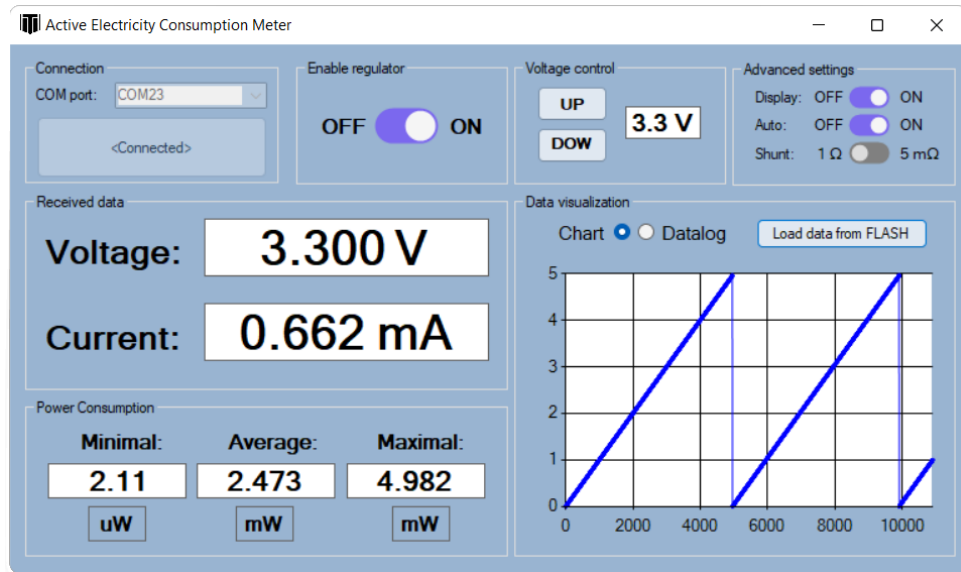 Active Electricity Consumption Meter
Connection
COM port: COM23
<Connected>
Enable regulator
OFF ON
Voltage control
UP
DOW
3.3 V
Advanced settings
Display: OFF ON
Auto: OFF ON
Shunt: 1 Ω 5 mΩ
Received data
Voltage: 3.300 V
Current: 0.662 mA
Power Consumption
Minimal: Average: Maximal:
2.11 2.473 4.982
uW mW mW
Data visualization
Chart Datalog Load data from FLASH
5
4
3
2
1
0
0 2000 4000 6000 8000 10000